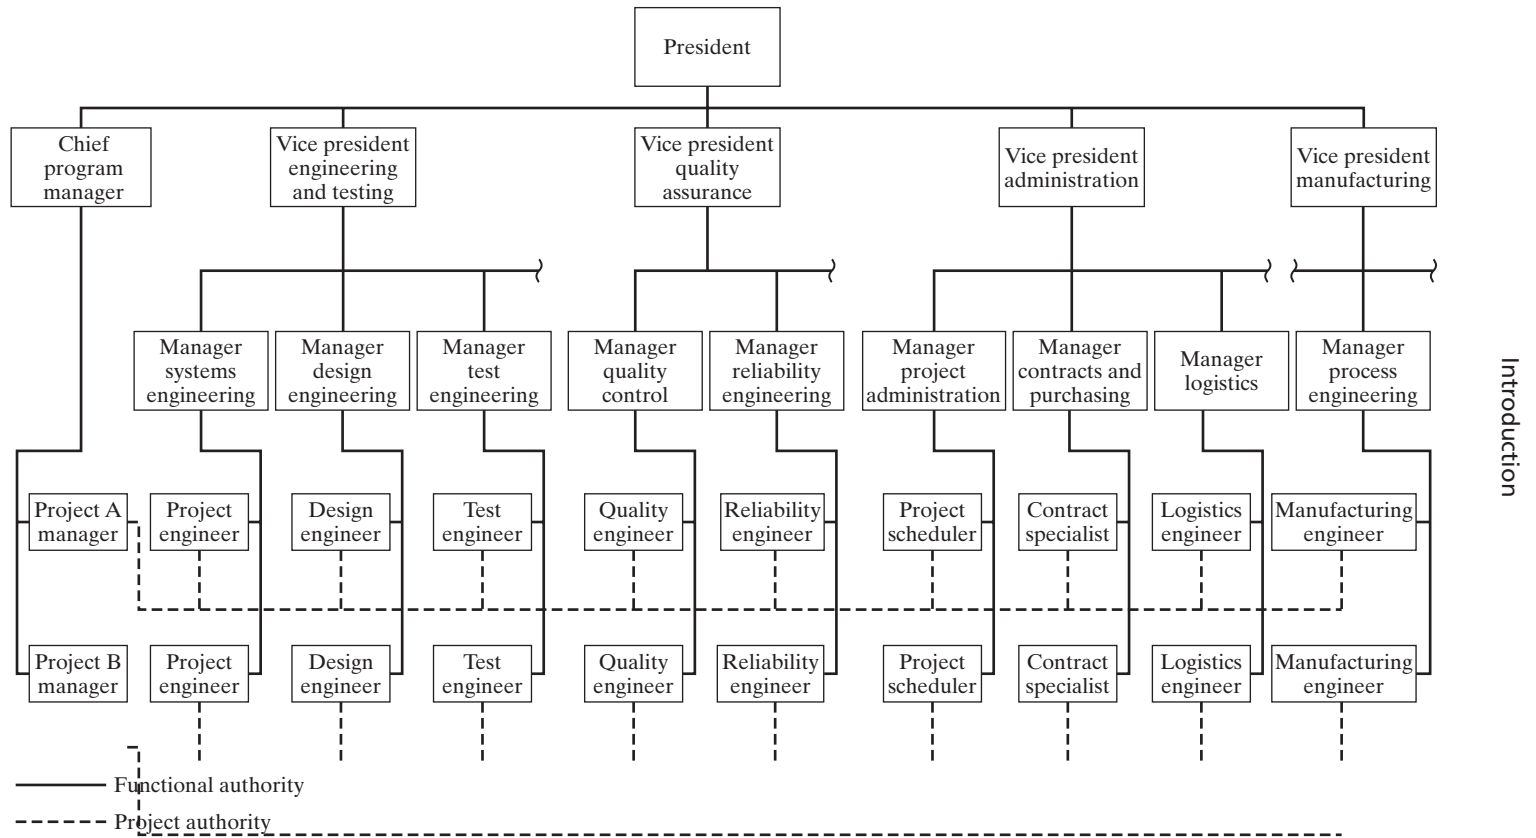 President
Chief
program
manager
Vice president
engineering
and testing
Vice president
quality
assurance
Vice president
administration
Vice president
manufacturing
Manager
systems
engineering
Manager
design
engineering
Manager
test
engineering
Manager
quality
control
Manager
reliability
engineering
Manager
project
administration
Manager
contracts and
purchasing
Manager
logistics
Manager
process
engineering
Project A
manager
Project
engineer
Design
engineer
Test
engineer
Quality
engineer
Reliability
engineer
Project
scheduler
Contract
specialist
Logistics
engineer
Manufacturing
engineer
Project B
manager
Project
engineer
Design
engineer
Test
engineer
Quality
engineer
Reliability
engineer
Project
scheduler
Contract
specialist
Logistics
engineer
Manufacturing
engineer
Functional authority
Project authority
Introduction